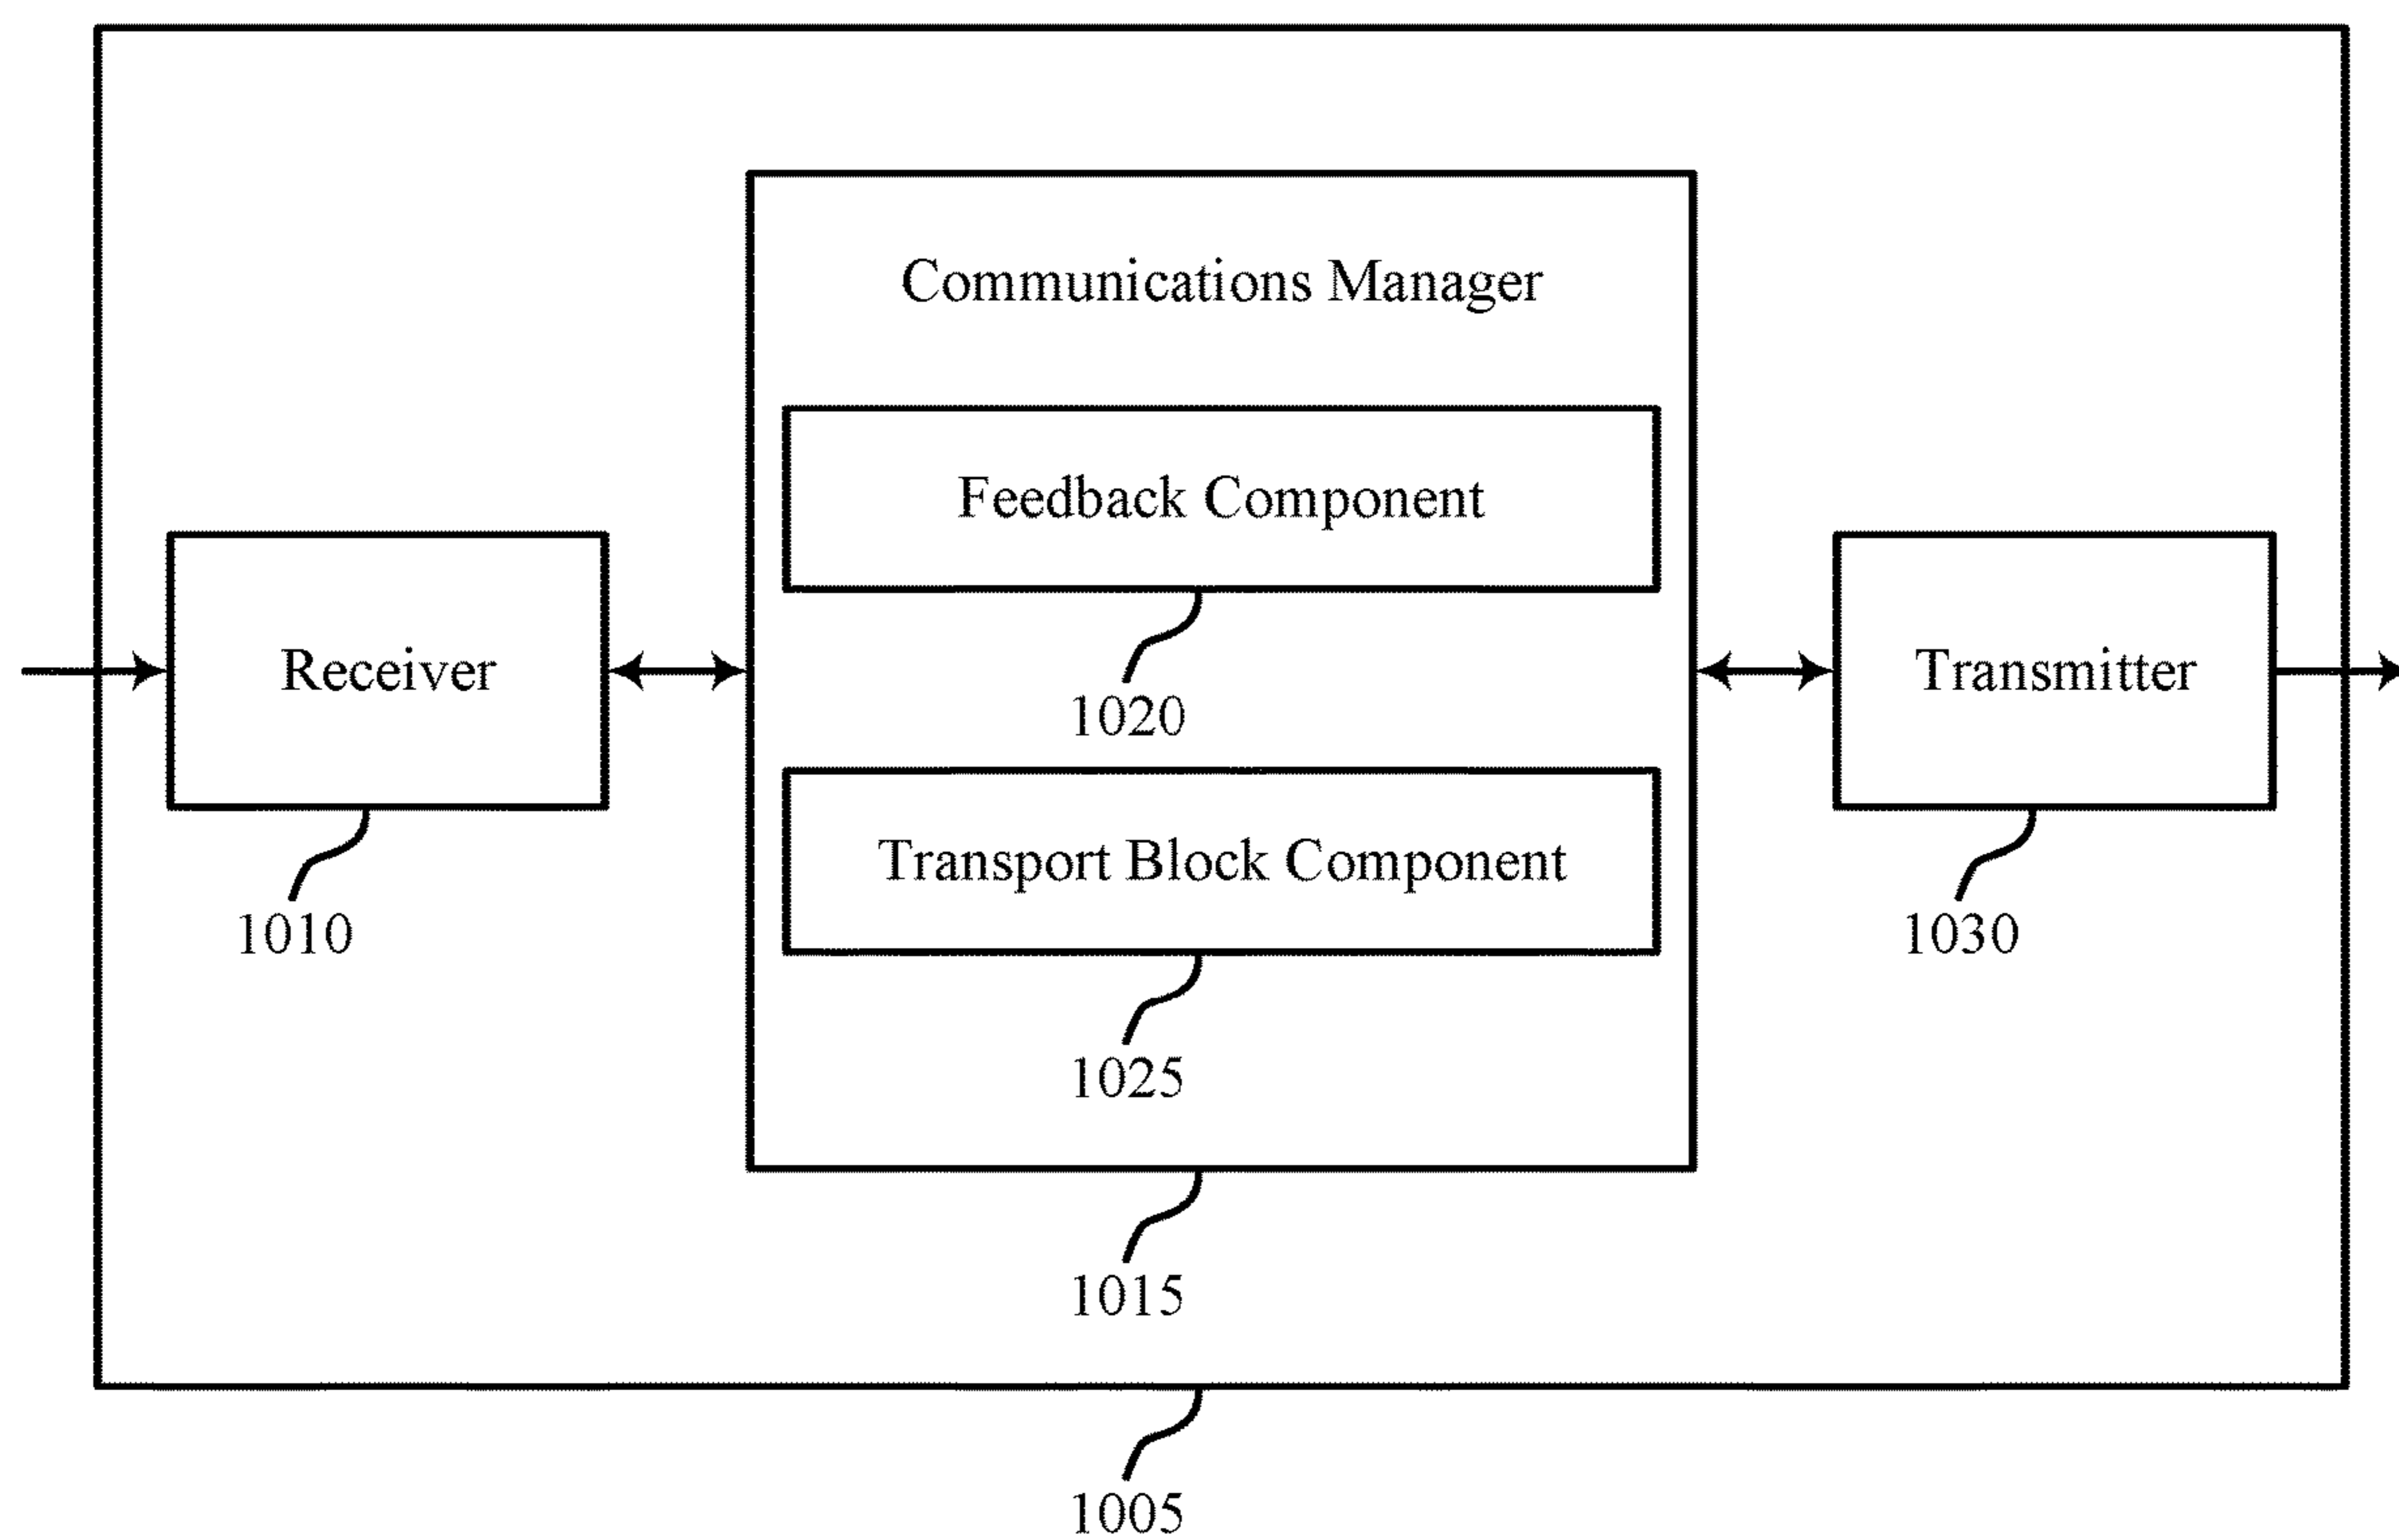 Communications Manager
Feedback Component
1020
Receiver
1010
Transport Block Component
1025
Transmitter
1030
1015
1005